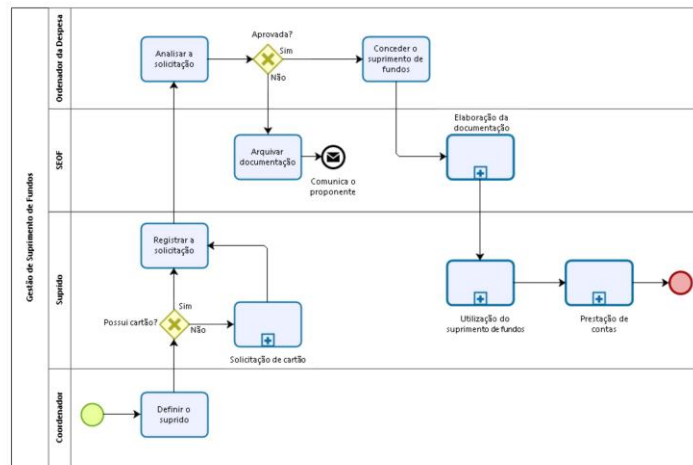 Gestão de Suprimento de Fundos
Ordenador da Despesa
Analisar a
solicitação
Aprovada?
Sim
Não
Conceder o
suprimento de
fundos
SEOF
Arquivar
documentação
Comunica o
proponente
Elaboração da
documentação
Suprido
Registrar a
solicitação
Possui cartão?
Sim
Não
Solicitação de cartão
Utilização do
suprimento de fundos
Prestação de
contas
Coordenador
Definir o
suprido